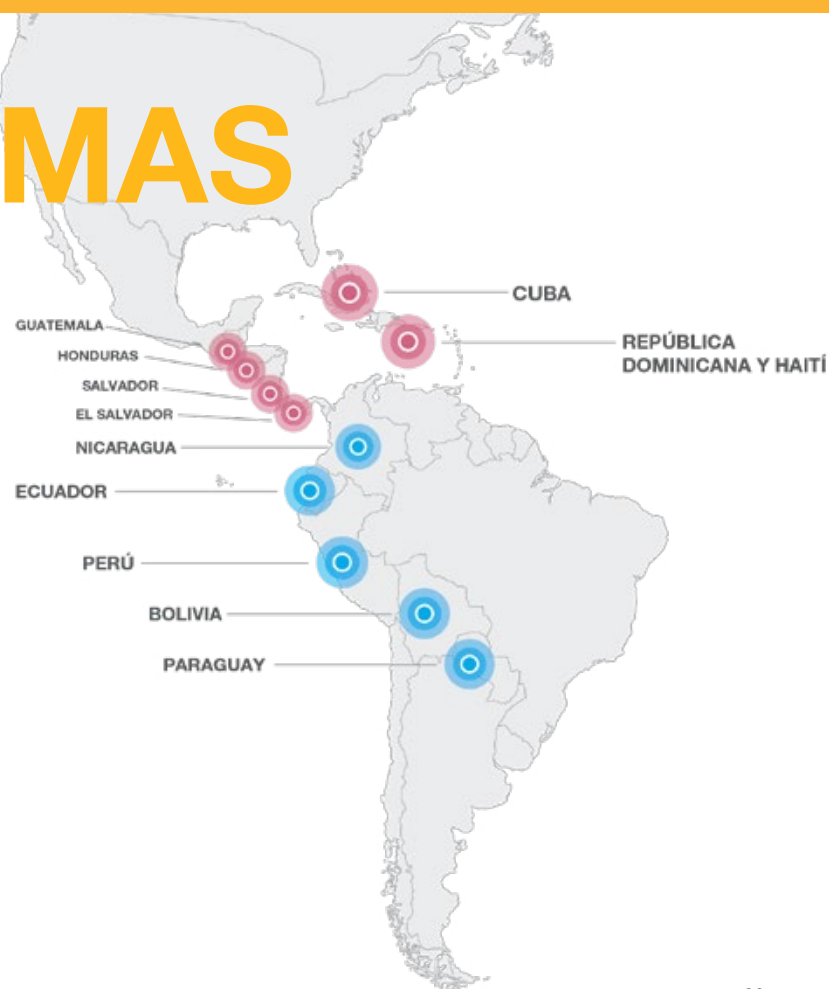 MAS
CUBA
GUATEMALA
REPÚBLICA
DOMINICANA Y HAITÍ
HONDURAS
SALVADOR
EL SALVADOR
NICARAGUA
ECUADOR
PERÚ
BOLIVIA
PARAGUAY